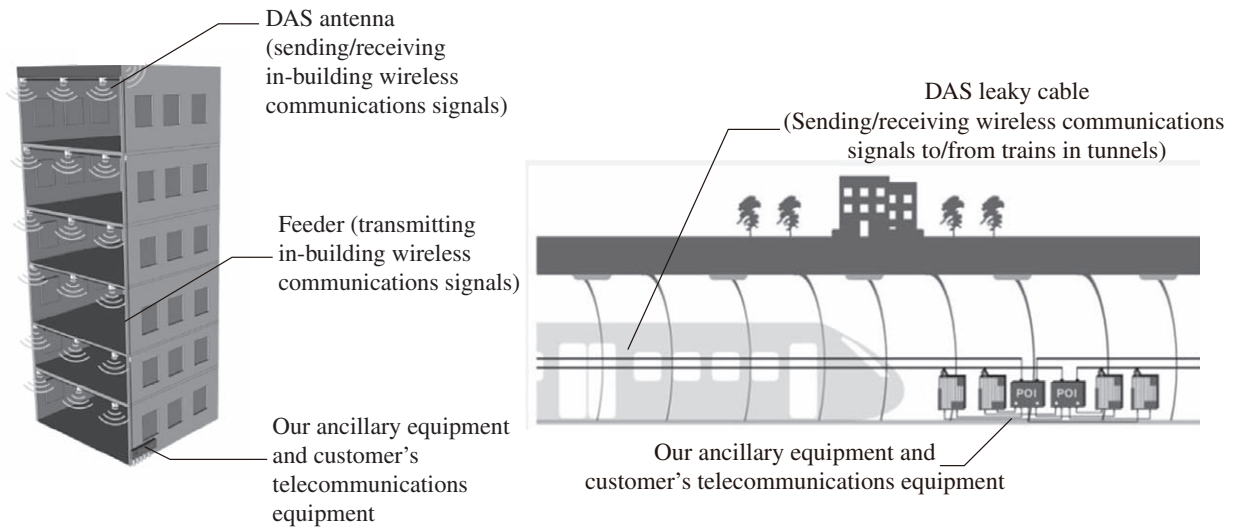 DAS antenna
(sending/receiving
in-building wireless
communications signals)
Feeder (transmitting
in-building wireless
communications signals)
Our ancillary equipment
and customer's
telecommunications
equipment
DAS leaky cable
(Sending/receiving wireless communications
signals to/from trains in tunnels)
POI POI
Our ancillary equipment and
customer's telecommunications equipment